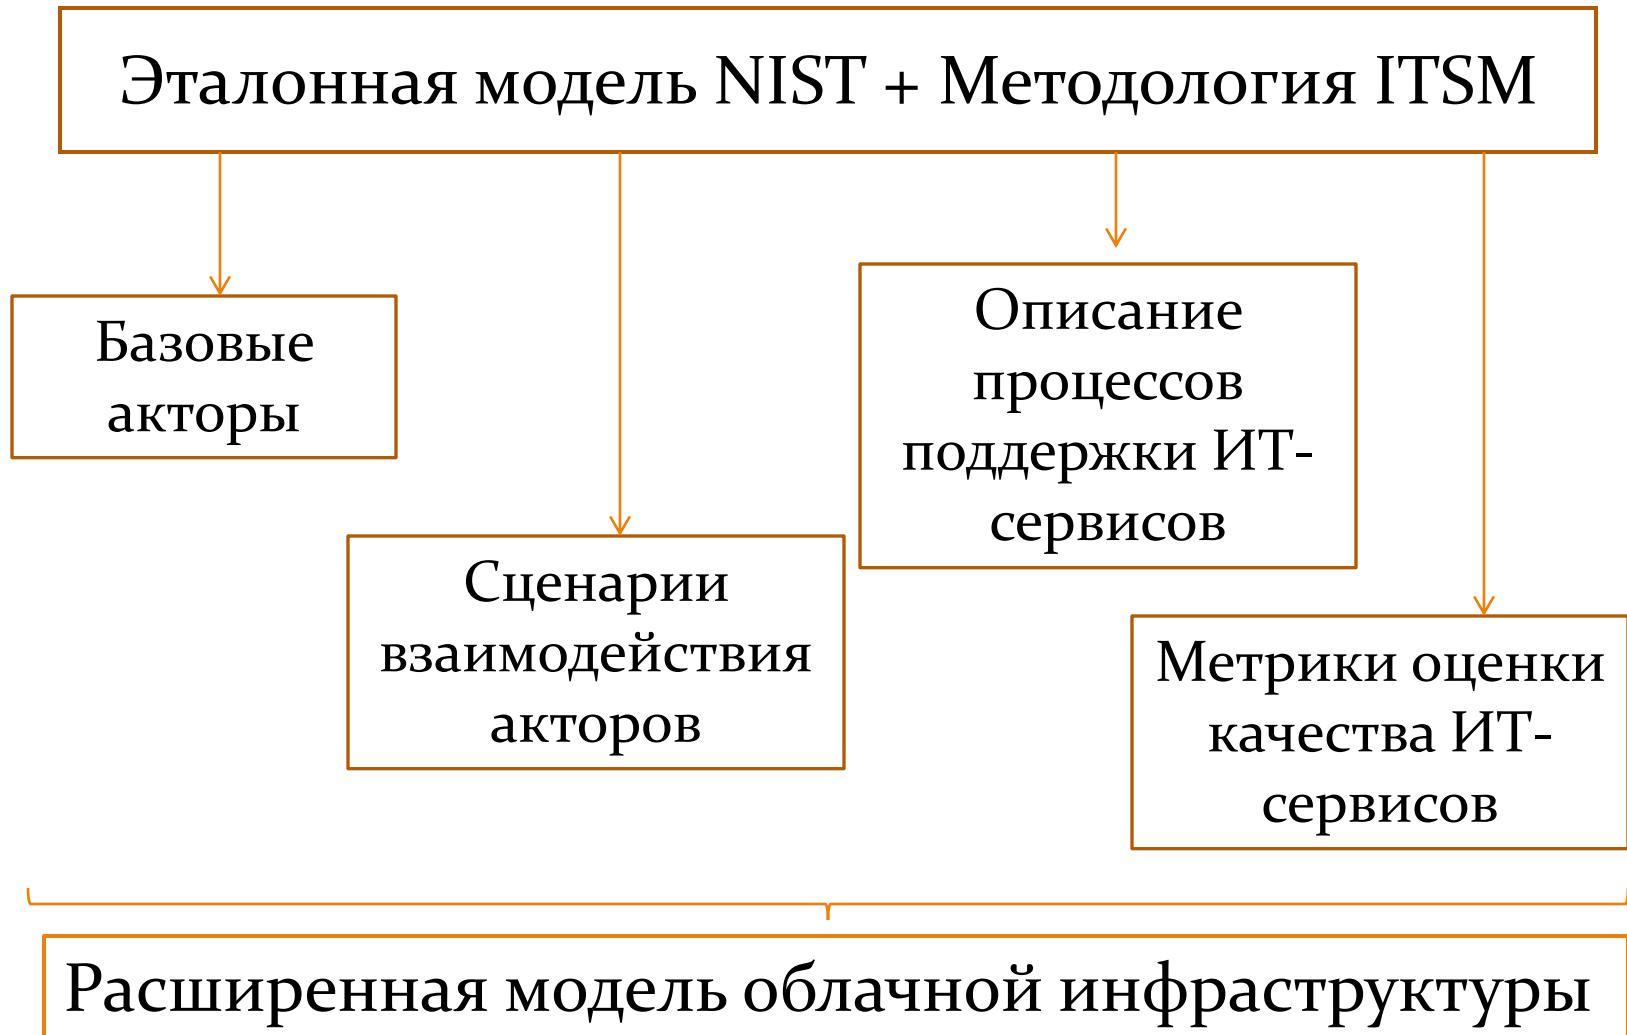 Эталонная модель NIST + Методология ITSM
Базовые
акторы
Описание
процессов
поддержки ИТ-
сервисов
Сценарии
взаимодействия
акторов
Метрики оценки
качества ИТ-
сервисов
Расширенная модель облачной инфраструктуры